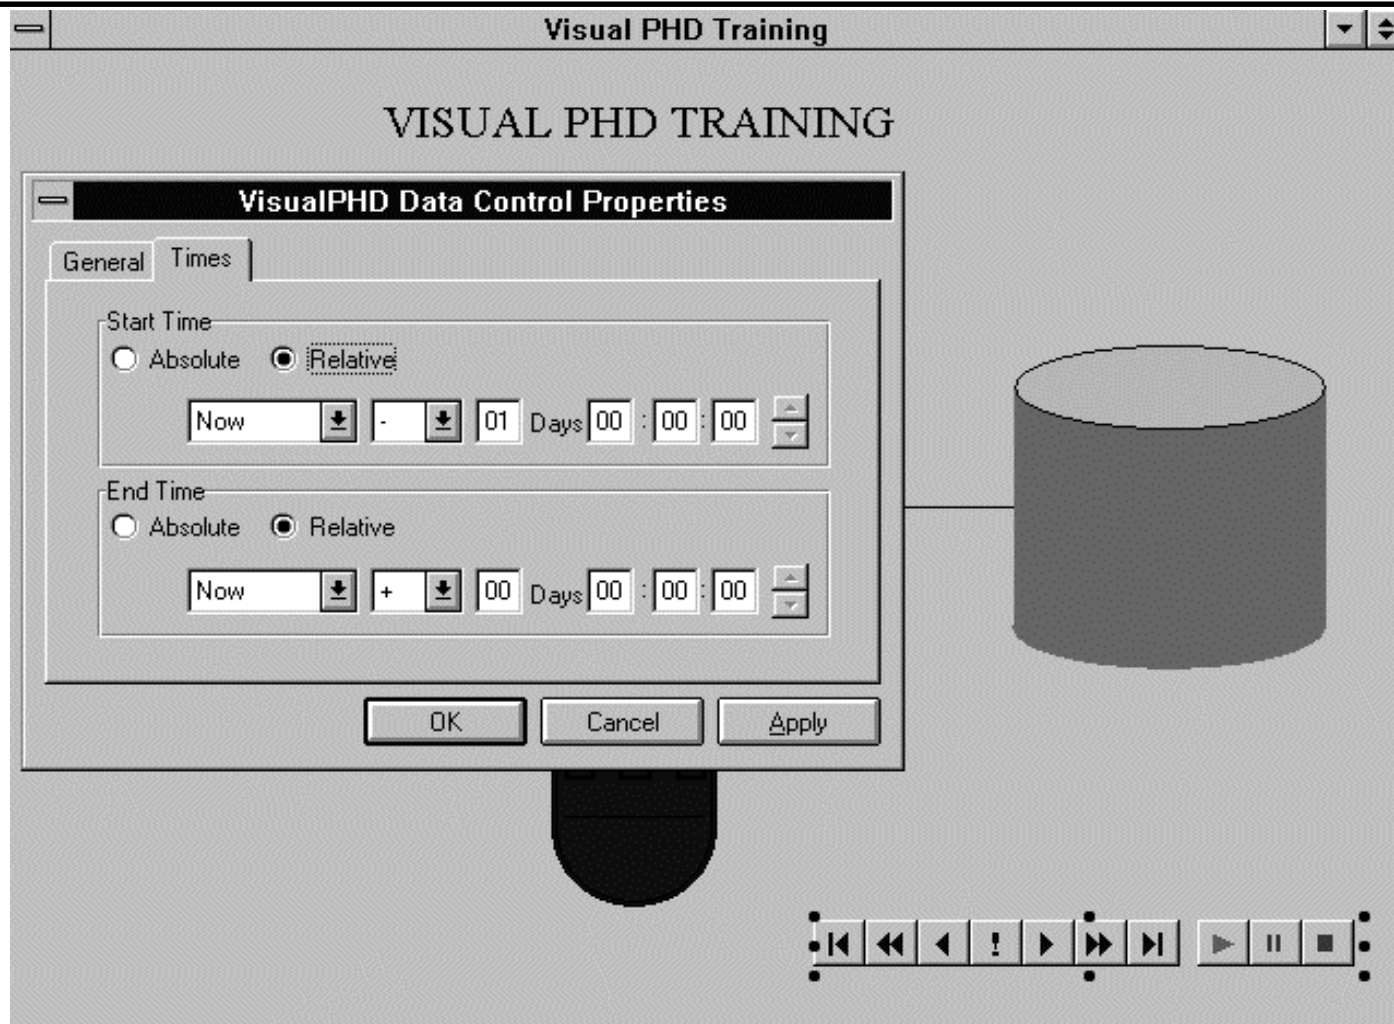 Visual PHD Training
VISUAL PHD TRAINING
VisualPHD Data Control Properties
General Times
Start Time
Absolute Relative
Now - 01 Days 00 : 00 : 00
End Time
Absolute Relative
Now + 00 Days 00 : 00 : 00
OK Cancel Apply
!